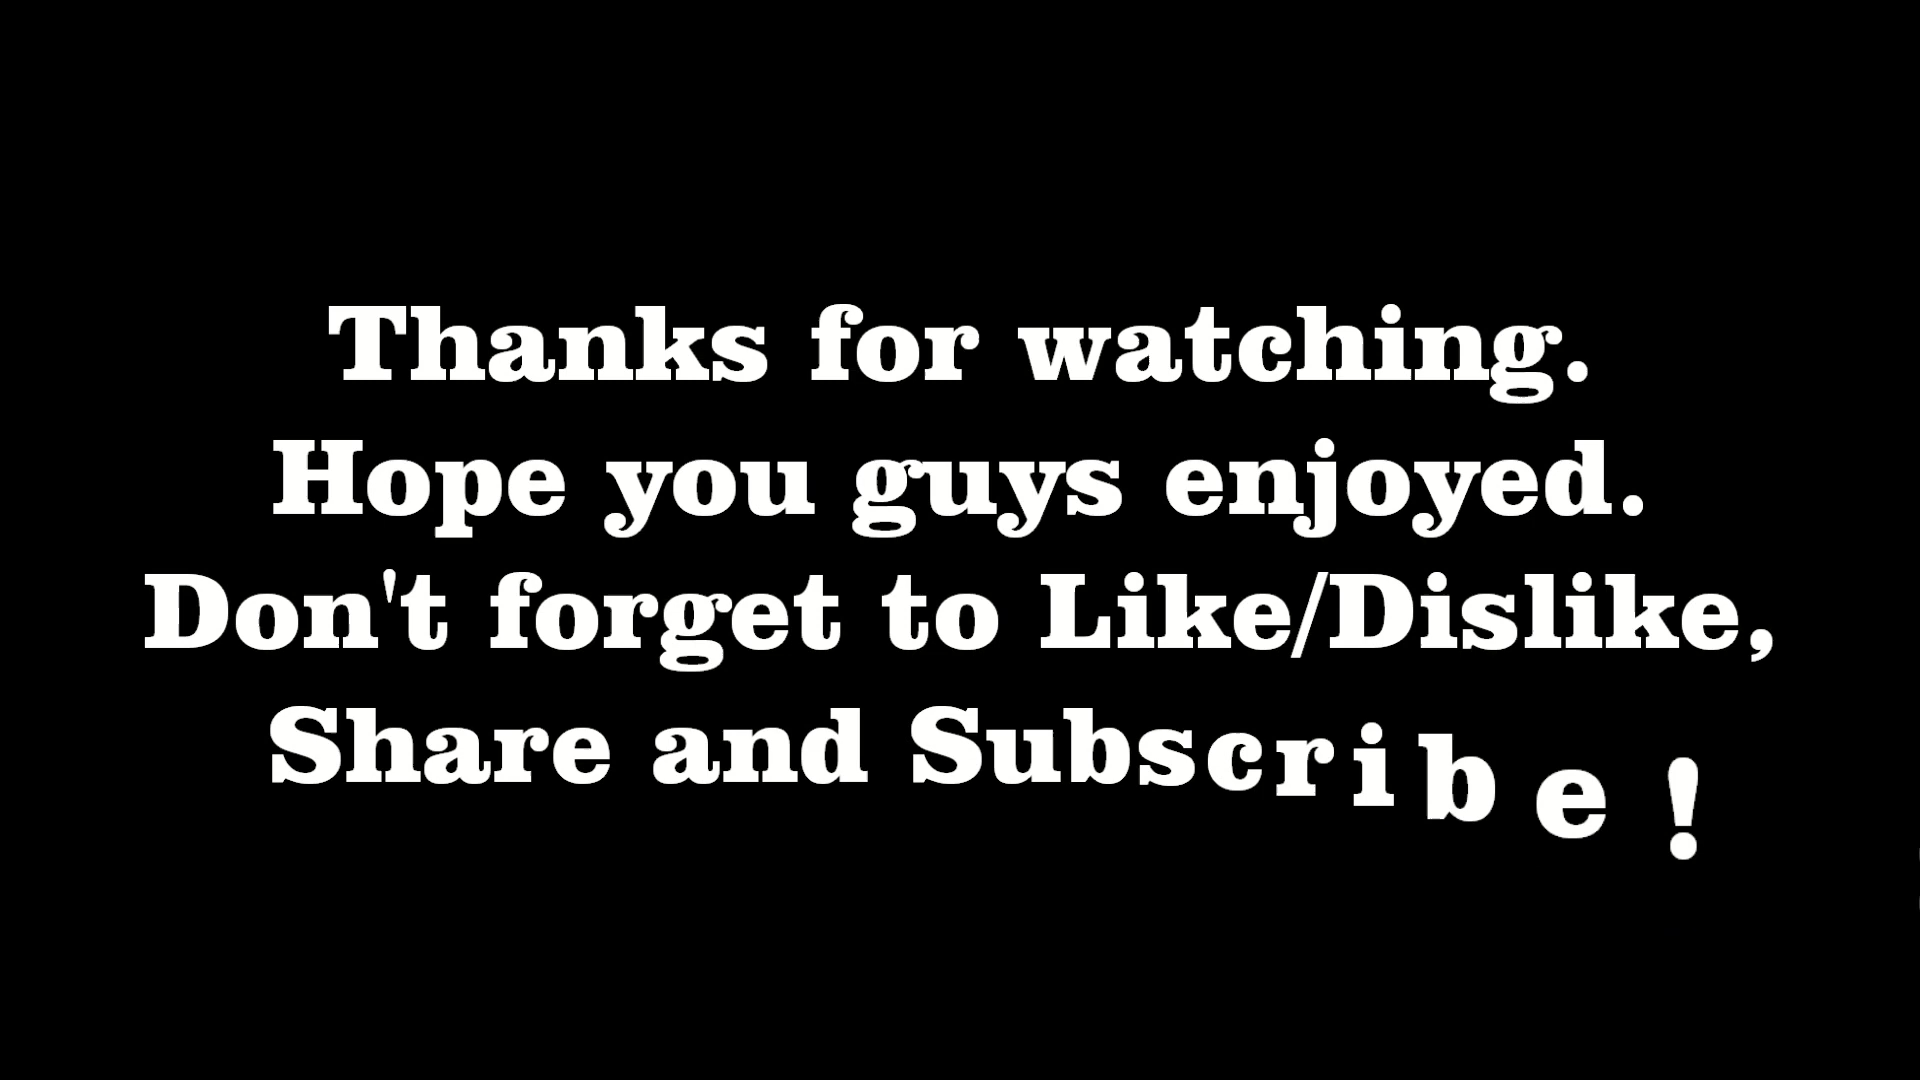 Thanks for watching.
Hope you guys enjoyed.
Don't forget to Like/Dislike,
Share and Subscribe!